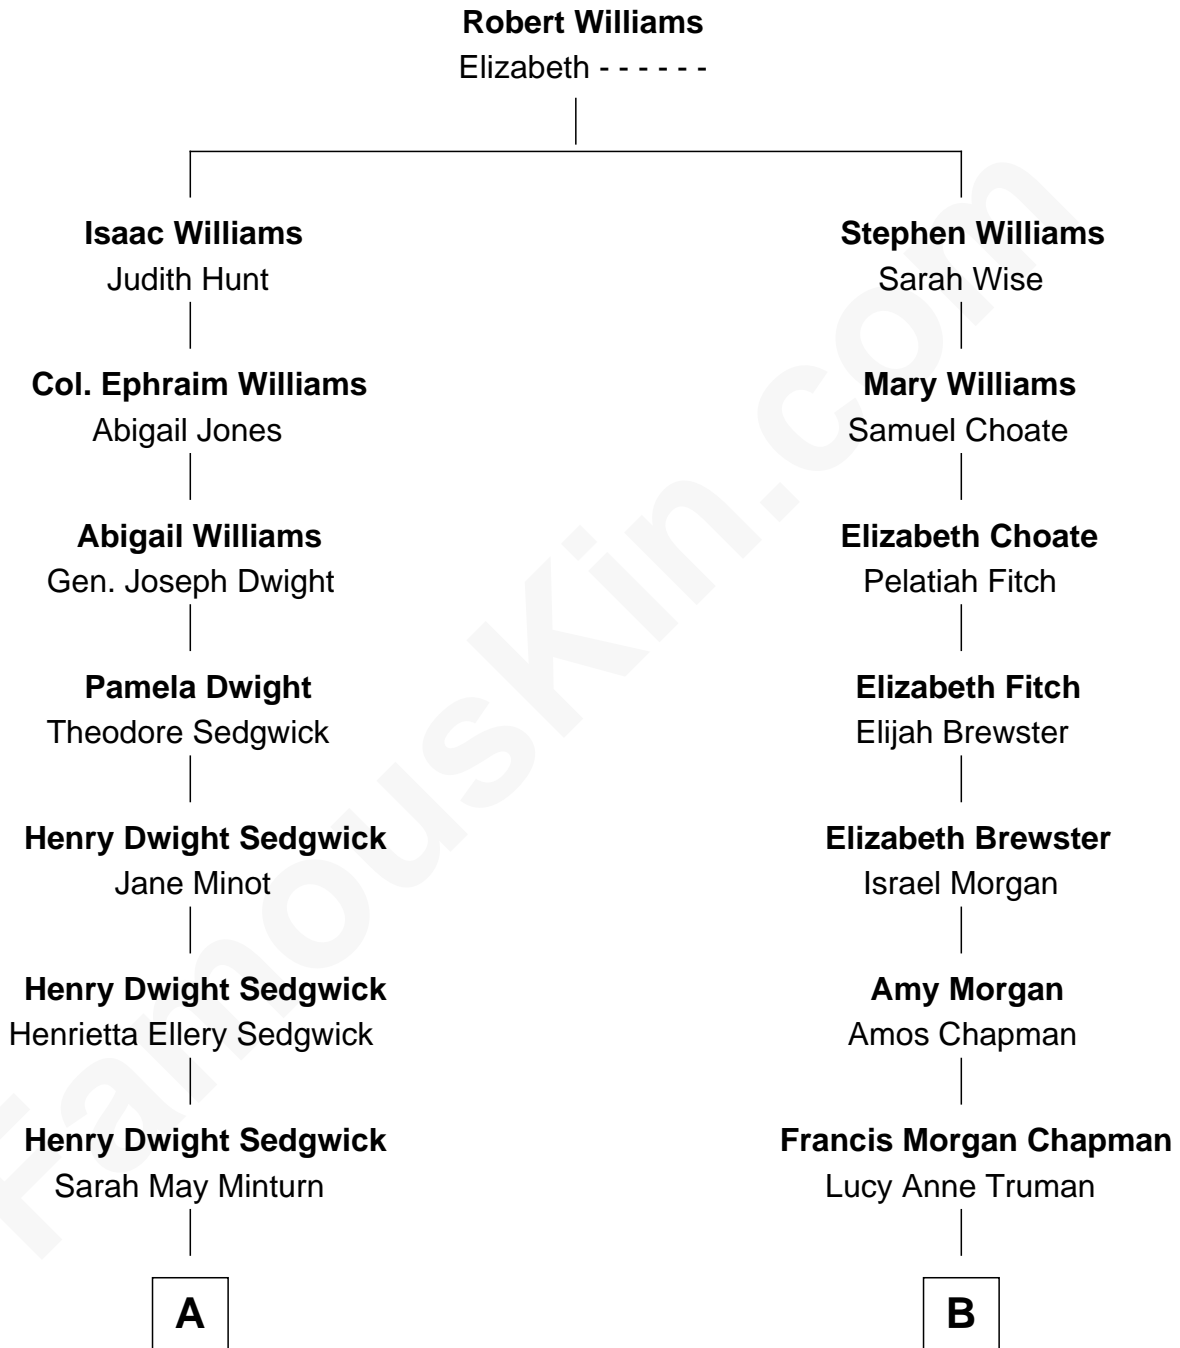 Robert Williams
Elizabeth - - - - - -
Isaac Williams
Judith Hunt
Stephen Williams
Sarah Wise
Col. Ephraim Williams
Abigail Jones
Mary Williams
Samuel Choate
Abigail Williams
Gen. Joseph Dwight
Elizabeth Choate
Pelatiah Fitch
Pamela Dwight
Theodore Sedgwick
Elizabeth Fitch
Elijah Brewster
Henry Dwight Sedgwick
Jane Minot
Elizabeth Brewster
Israel Morgan
Henry Dwight Sedgwick
Henrietta Ellery Sedgwick
Amy Morgan
Amos Chapman
Henry Dwight Sedgwick
Sarah May Minturn
Francis Morgan Chapman
Lucy Anne Truman
A
B
FamousKin.com